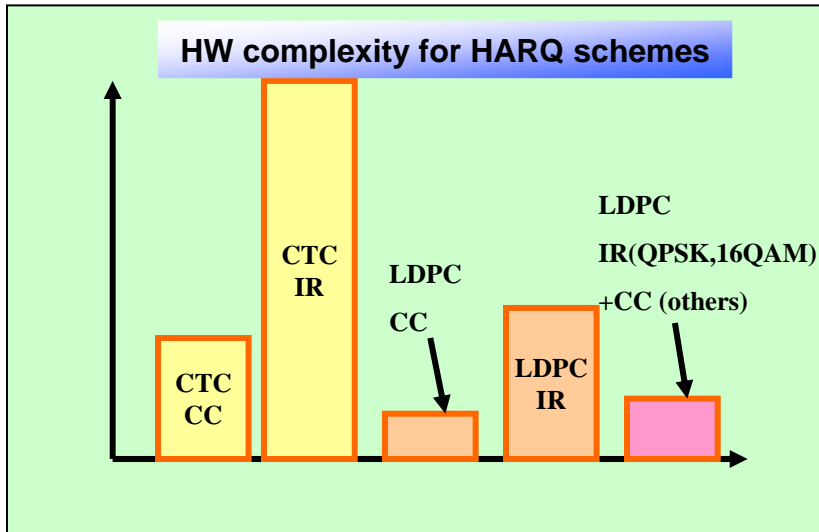 HW complexity for HARQ schemes
CTC
CC
CTC
IR
LDPC
CC
LDPC
IR
LDPC
IR(QPSK,16QAM)
+CC (others)